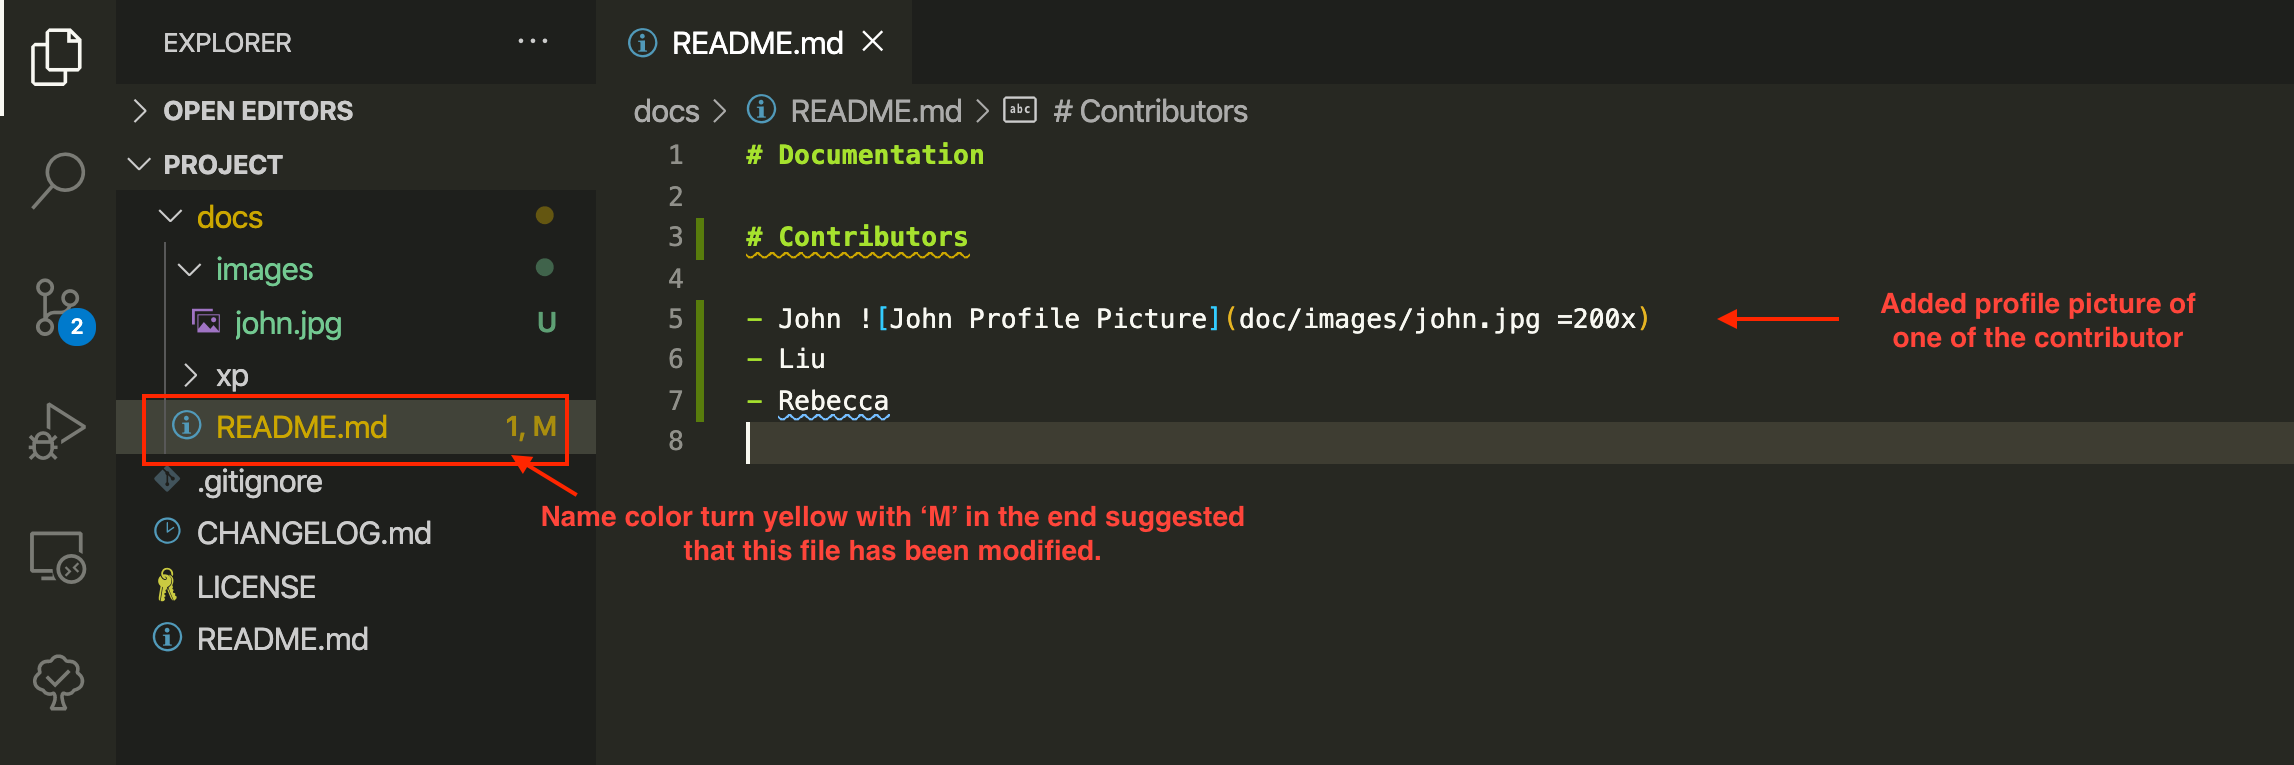 EXPLORER
···
OPEN EDITORS
PROJECT
docs
images
john.jpg U
xp
README.md 1, M
.gitignore
CHANGELOG.md
LICENSE
README.md
2
README.md
docs > README.md > abc # Contributors
1 # Documentation
2
3 # Contributors
4
5 - John ![John Profile Picture](doc/images/john.jpg =200x)
6 - Liu
7 - Rebecca
8
Added profile picture of
one of the contributor
Name color turn yellow with ‘M’ in the end suggested
that this file has been modified.